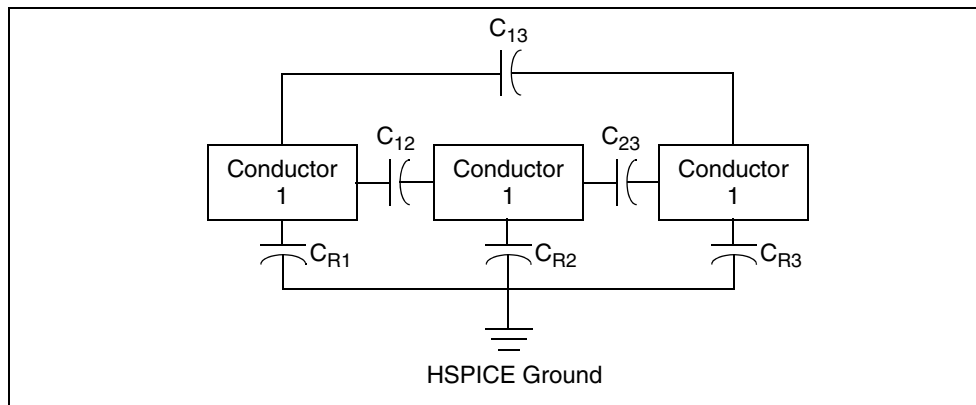 C13
C12
C23
Conductor
1
Conductor
1
Conductor
1
CR1
CR2
CR3
HSPICE Ground